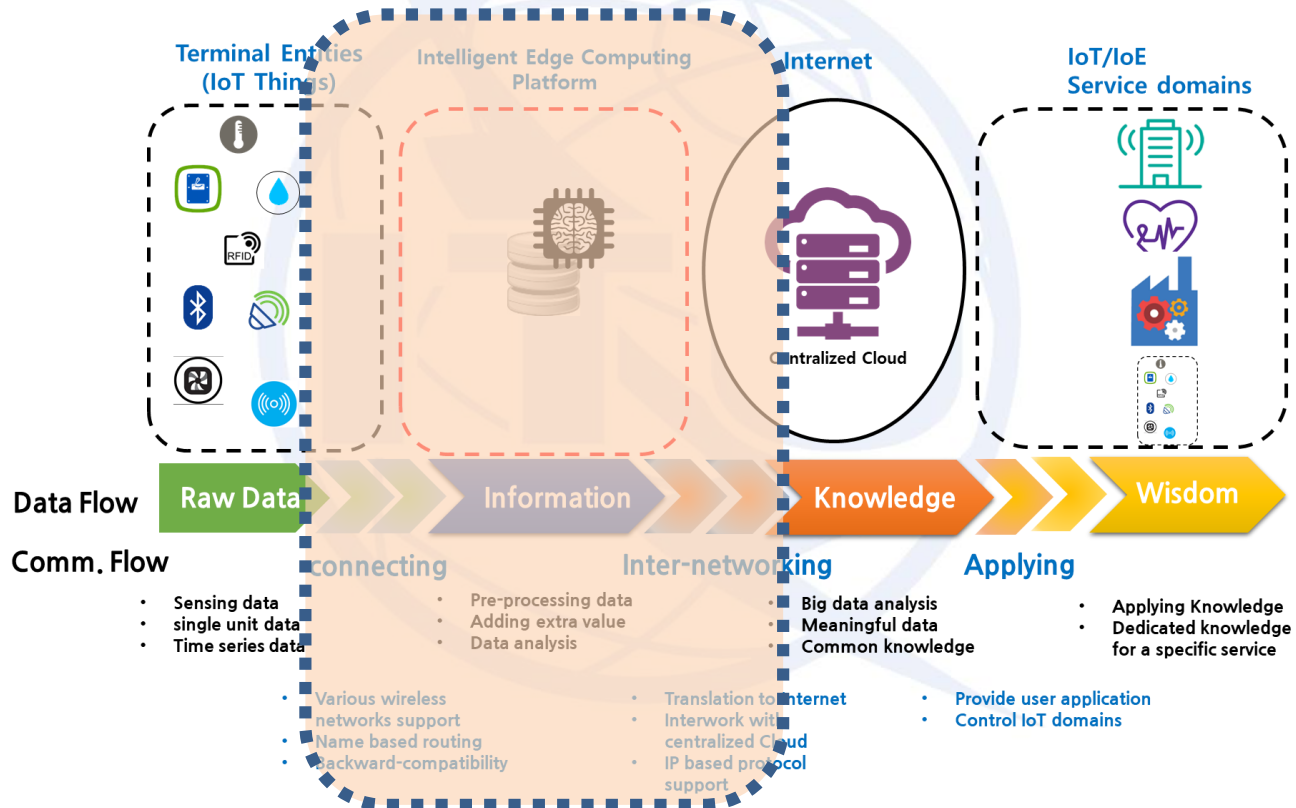 Terminal Entities
(IoT Things)
Intelligent Edge Computing
Platform
Internet
IoT/IoE
Service domains
RFID
Centralized Cloud
RFID
Data Flow
Raw Data
Information
Knowledge
Wisdom
Comm. Flow
connecting
Inter-networking
Applying
• Sensing data
• single unit data
• Time series data
• Pre-processing data
• Adding extra value
• Data analysis
• Big data analysis
• Meaningful data
• Common knowledge
• Applying Knowledge
• Dedicated knowledge
for a specific service
• Various wireless
networks support
• Name based routing
• Backward-compatibility
• Translation to Internet
• Interwork with
centralized Cloud
• IP based protocol
support
• Provide user application
• Control IoT domains